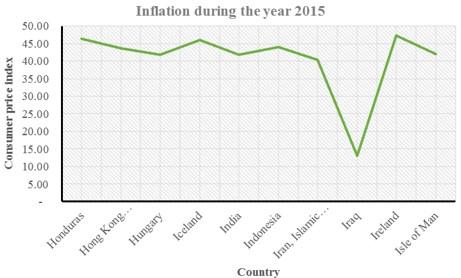 Inflation during the year 2015
Consumer price index
50.00
45.00
40.00
35.00
30.00
25.00
20.00
15.00
10.00
5.00
-
Honduras
Hong Kong…
Hungary
Iceland
India
Indonesia
Iran, Islamic…
Iraq
Ireland
Isle of Man
Country